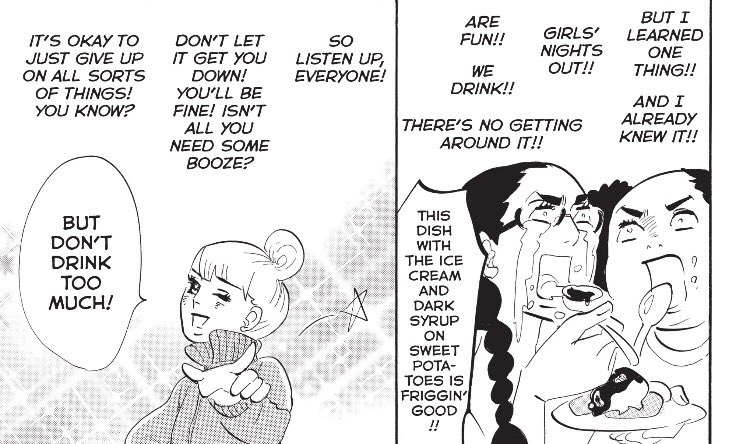 BUT I
LEARNED
ONE
THING!!
AND I
ALREADY
KNEW IT!!
GIRLS'
NIGHTS
OUT!!
ARE
FUN!!
WE
DRINK!!
THERE'S NO GETTING
AROUND IT!!
THIS
DISH
WITH
THE ICE
CREAM
AND
DARK
SYRUP
ON
SWEET
POTA-
TOES IS
FRIGGIN'
GOOD
!!
SO
LISTEN UP,
EVERYONE!
DON'T LET
IT GET YOU
DOWN!
YOU'LL BE
FINE! ISN'T
ALL YOU
NEED SOME
BOOZE?
IT'S OKAY TO
JUST GIVE UP
ON ALL SORTS
OF THINGS!
YOU KNOW?
BUT
DON'T
DRINK
TOO
MUCH!